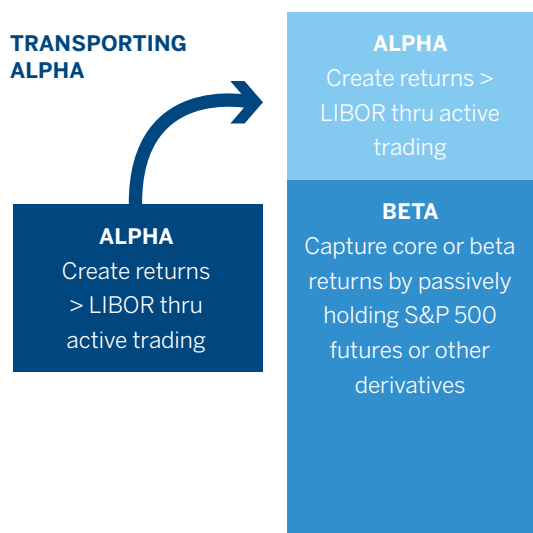 TRANSPORTING
ALPHA
ALPHA
Create returns
> LIBOR thru
active trading
ALPHA
Create returns >
LIBOR thru active
trading
BETA
Capture core or beta
returns by passively
holding S&P 500
futures or other
derivatives